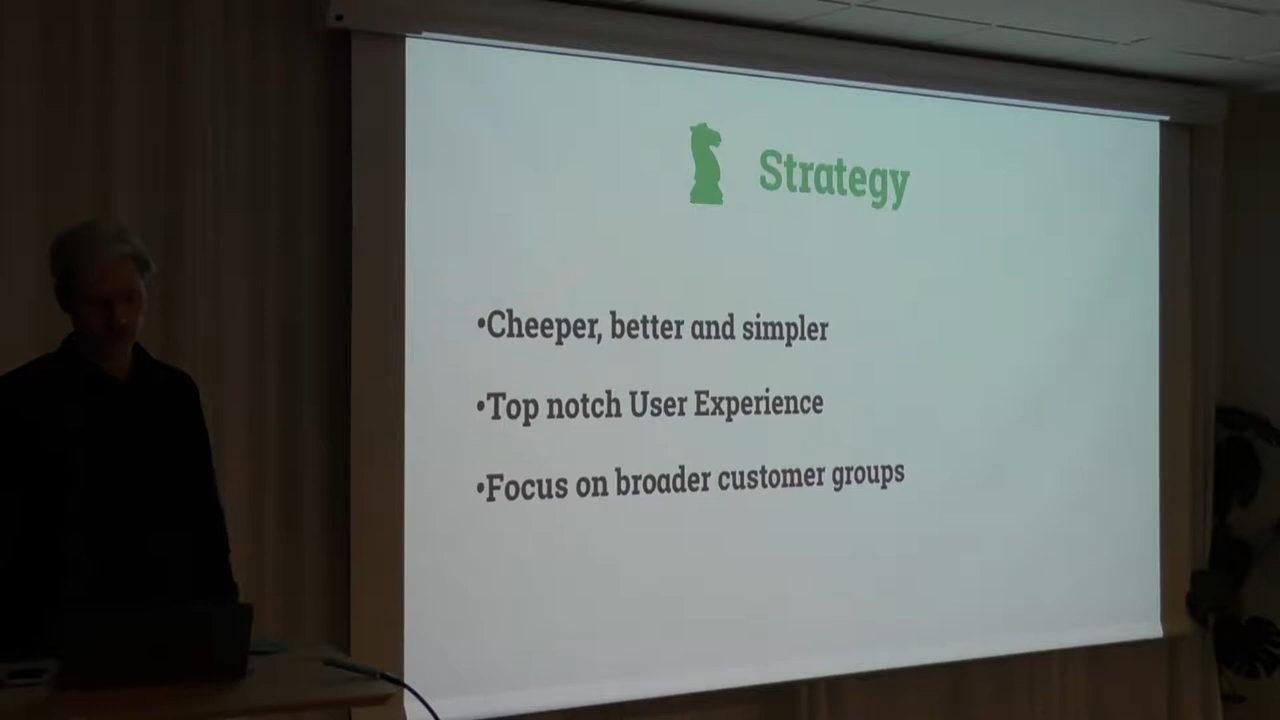 Strategy
•Cheeper, better and simpler
•Top notch User Experience
•Focus on broader customer groups